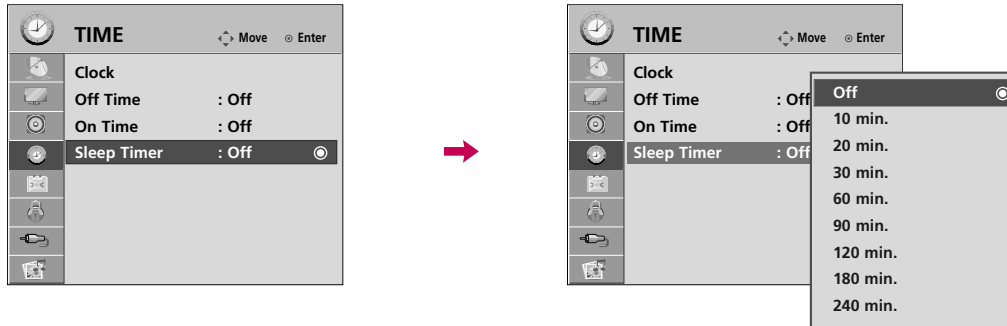 TIME
Move
Enter
Clock
Off Time : Off
On Time : Off
Sleep Timer : Off
TIME
Move
Enter
Clock
Off Time : Off
On Time : Off
Sleep Timer : Off
Off
10 min.
20 min.
30 min.
60 min.
90 min.
120 min.
180 min.
240 min.